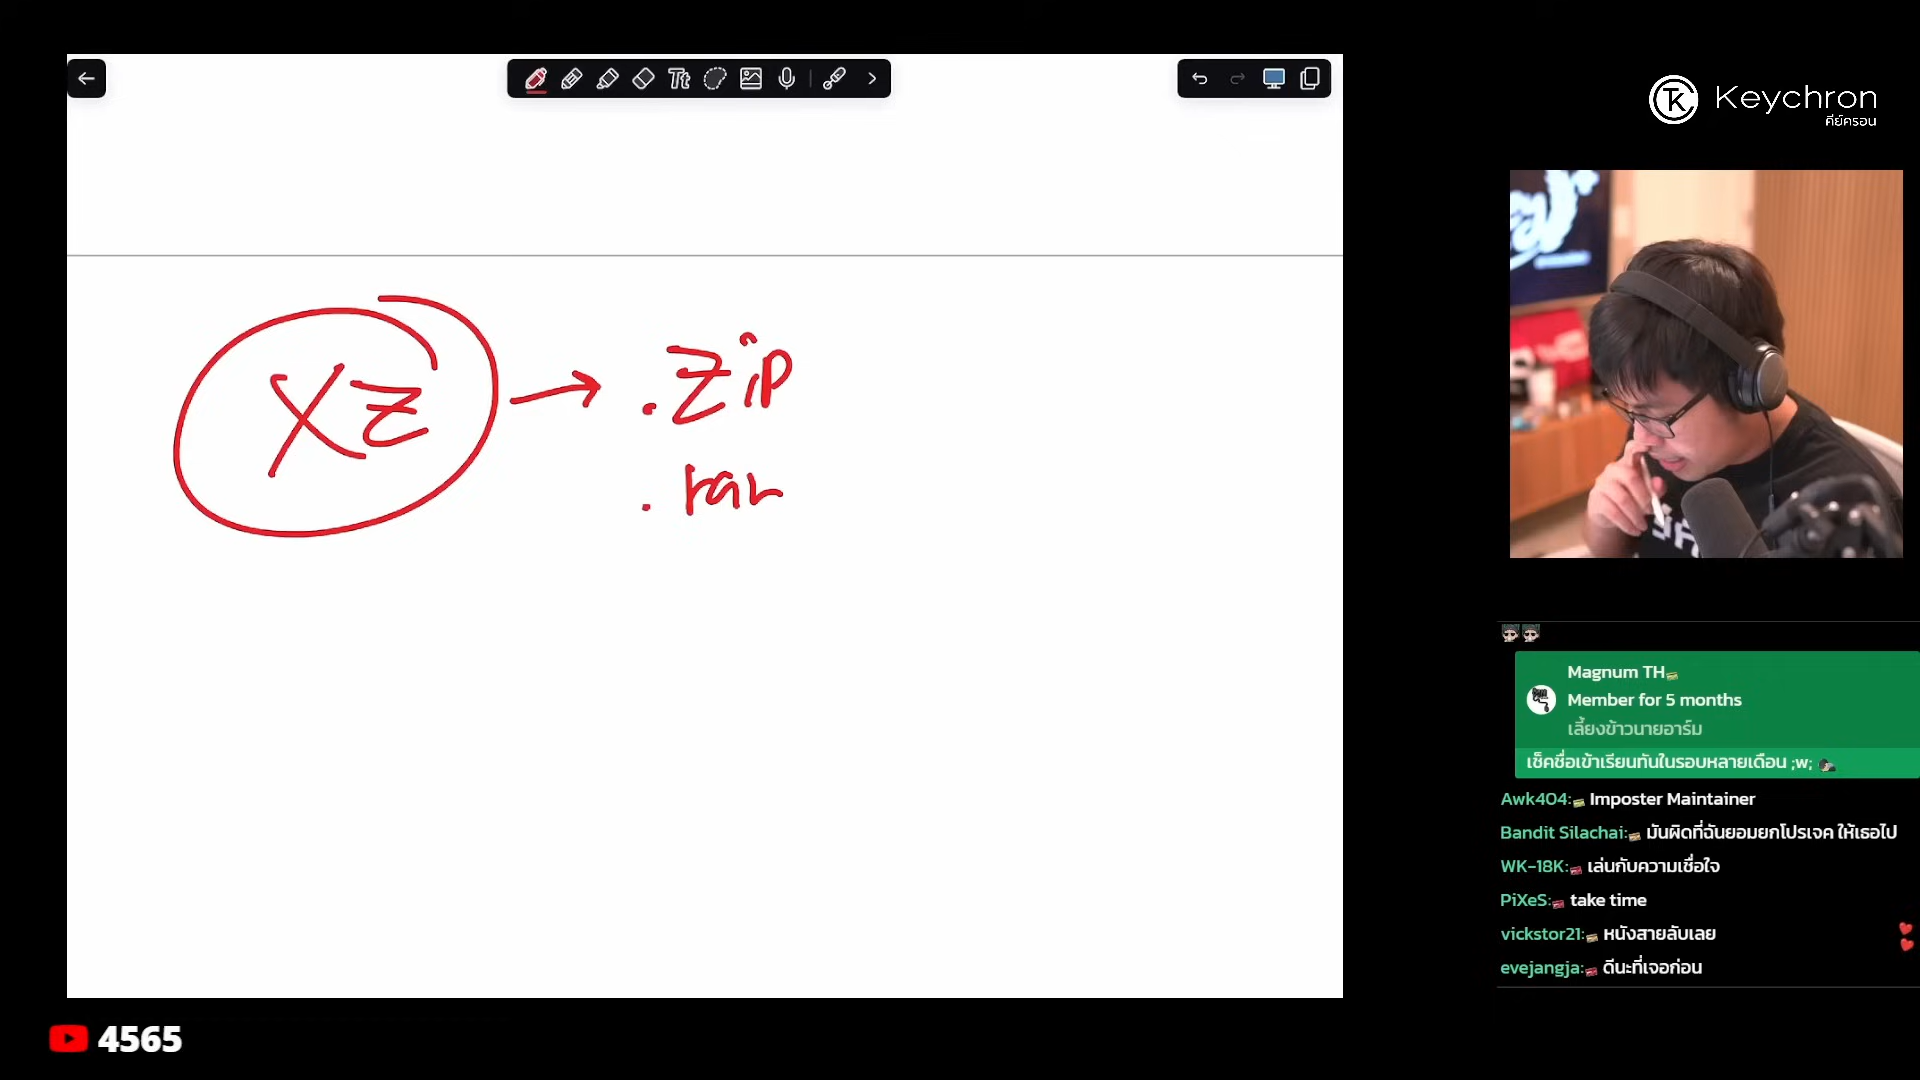 Keychron
คีย์ครอน
XZ
.zip
.rar
Tt
Magnum TH
Member for 5 months
เลี้ยงข้าวนายอาร์ม
เช็คชื่อเข้าเรียนทันในรอบหลายเดือน ;w;
Awk404: Imposter Maintainer
Bandit Silachai: มันผิดที่ฉันยอมยกโปรเจค ให้เธอไป
WK-18K: เล่นกับความเชื่อใจ
PiXeS: take time
vickstor21: หนังสายลับเลย
evejangja: ดีนะที่เจอก่อน
4565